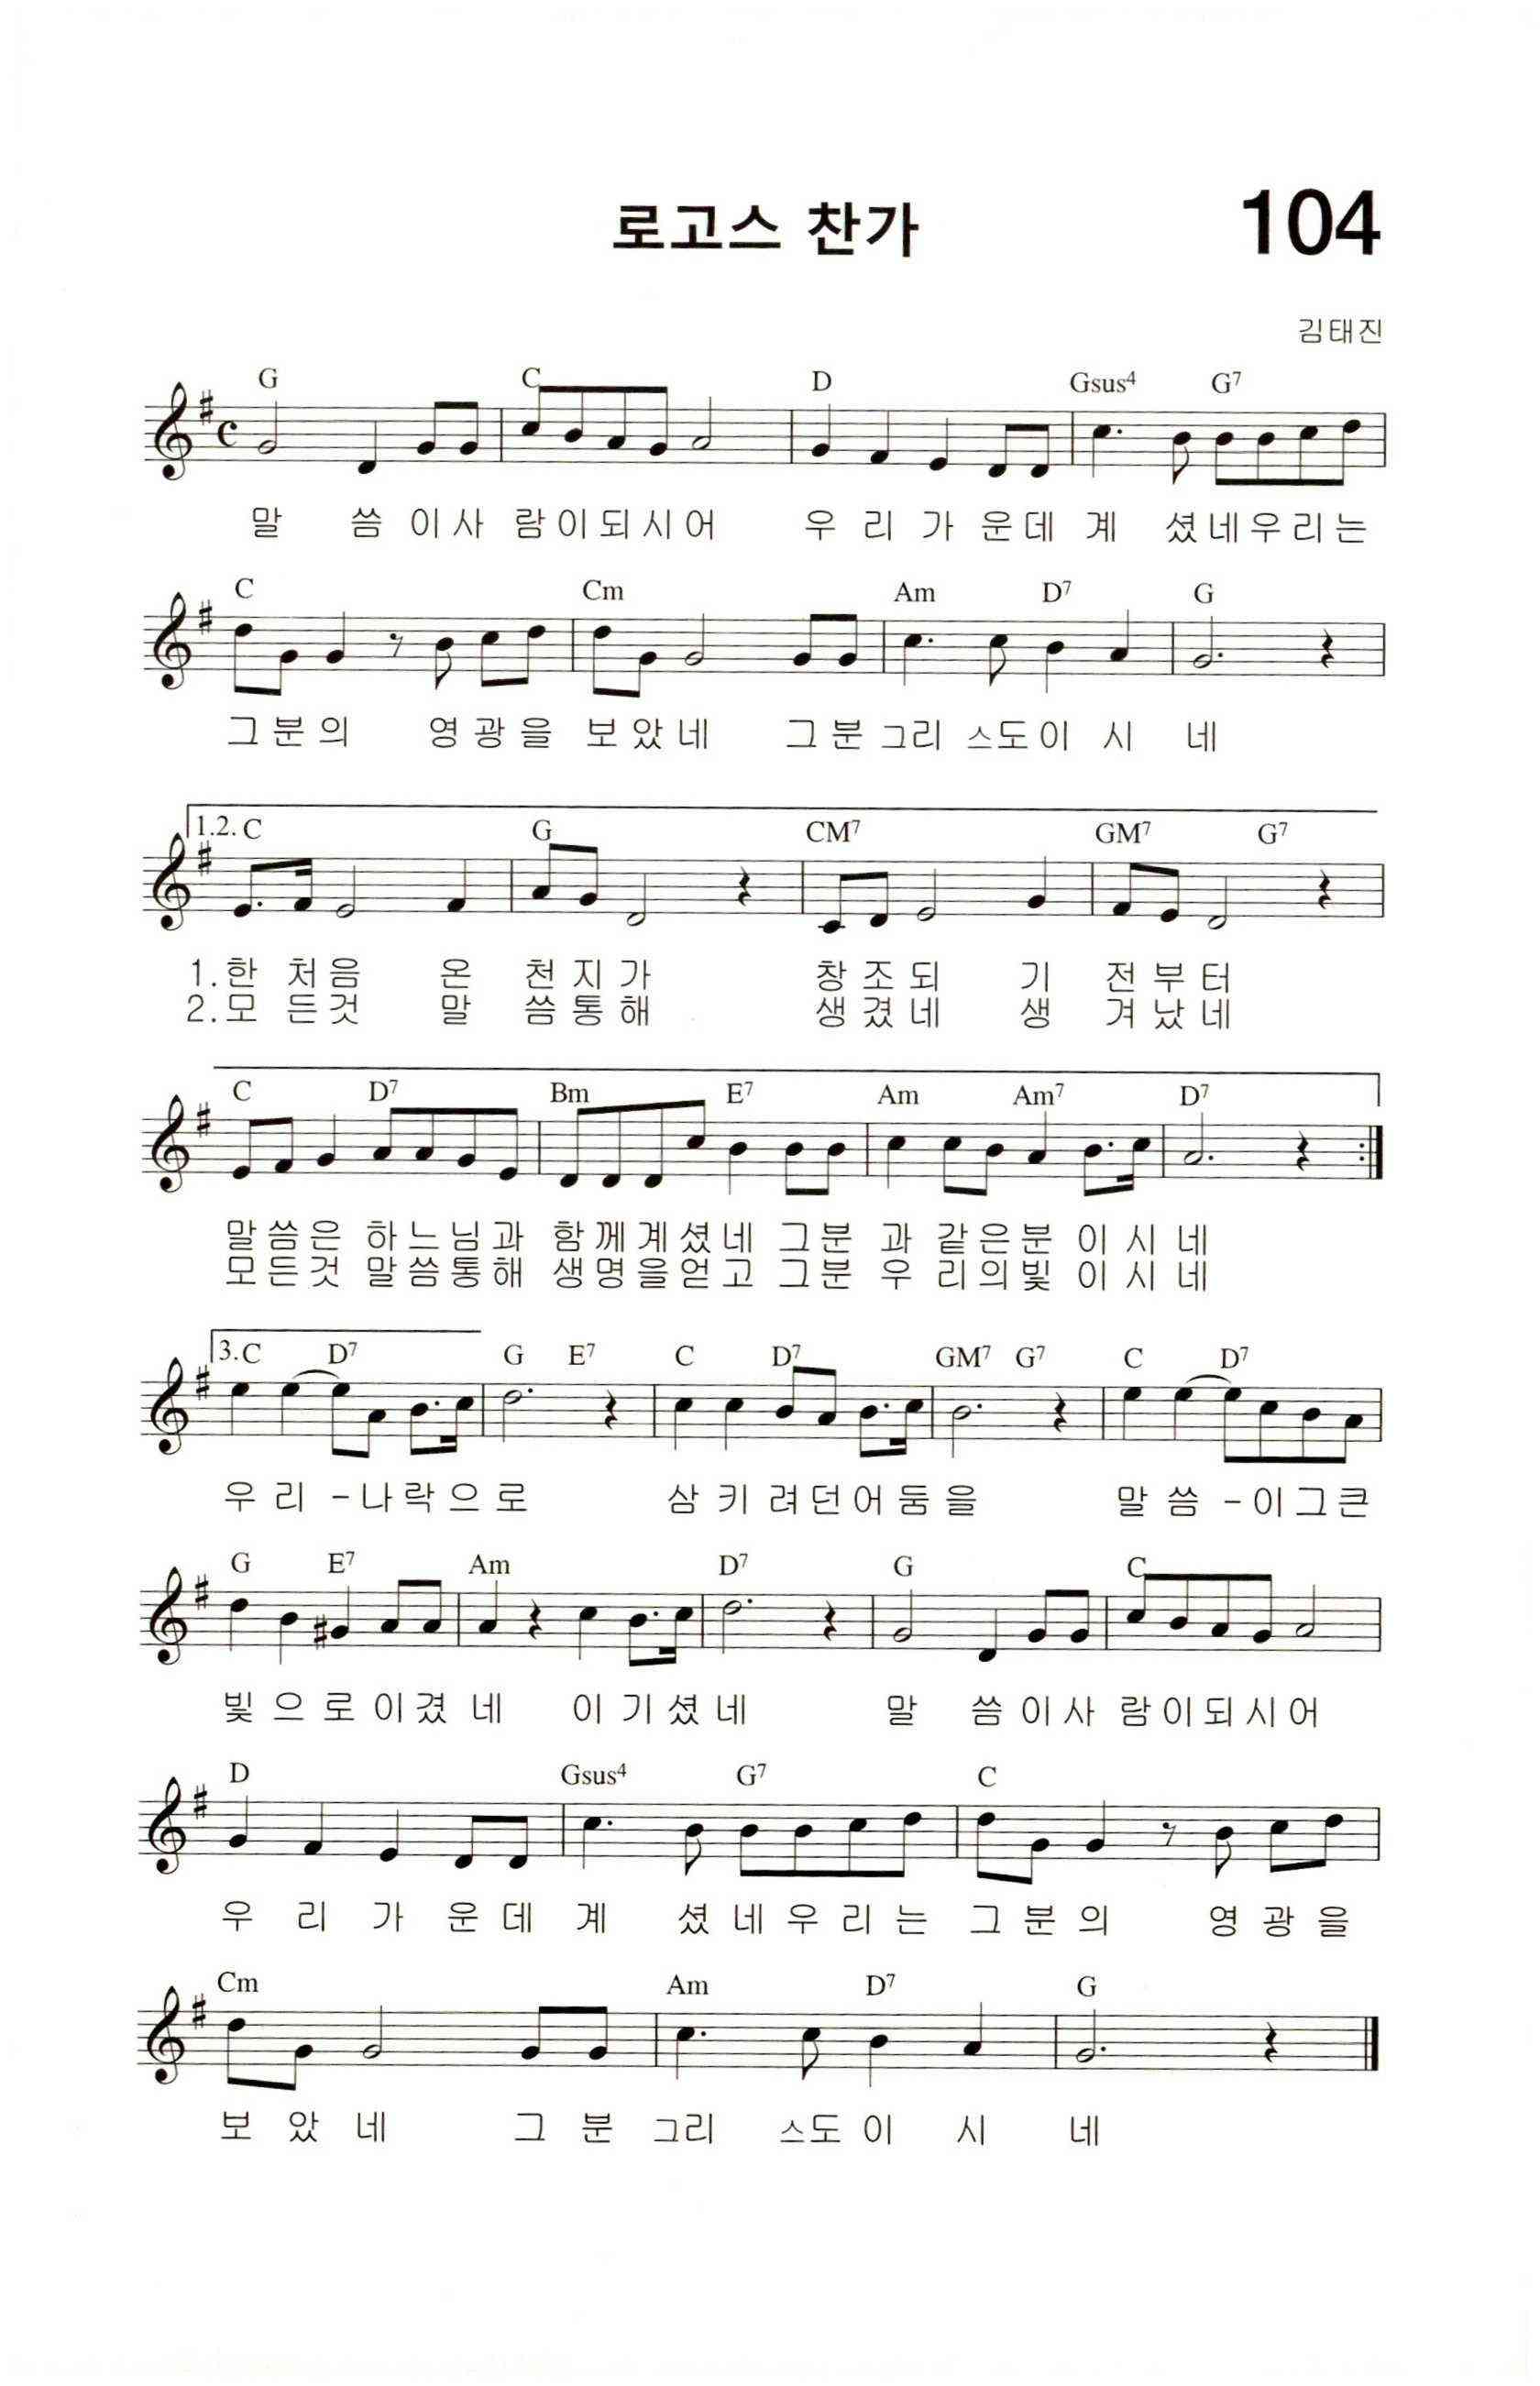 로고스 찬가
104
김태진
G C D Gsus4 G7
말 씀 이 사 람 이 되 시 어 우 리 가 운 데 계 셨 네 우 리 는
C Cm Am D7 G
그 분 의 영 광 을 보 았 네 그 분 그리 스도 이 시 네
1.2. C G CM7 GM7 G7
1.한 처 음 온 천 지 가 창 조 되 기 전 부 터
2.모 든 것 말 씀 통 해 생 겼 네 생 겨 났 네
C D7 Bm E7 Am Am7 D7
말 씀 은 하 느 님 과 함 께 계 셨 네 그 분 과 같 은 분 이 시 네
모 든 것 말 씀 통 해 생 명 을 얻 고 그 분 우 리 의 빛 이 시 네
3. C D7 G E7 C D7 GM7 G7 C D7
우 리 - 나 락 으 로 삼 키 려 던 어 둠 을 말 씀 - 이 그 큰
G E7 Am D7 G C
빛 으 로 이 겼 네 이 기 셨 네 말 씀 이 사 람 이 되 시 어
D Gsus4 G7 C
우 리 가 운 데 계 셨 네 우 리 는 그 분 의 영 광 을
Cm Am D7 G
보 았 네 그 분 그리 스도 이 시 네